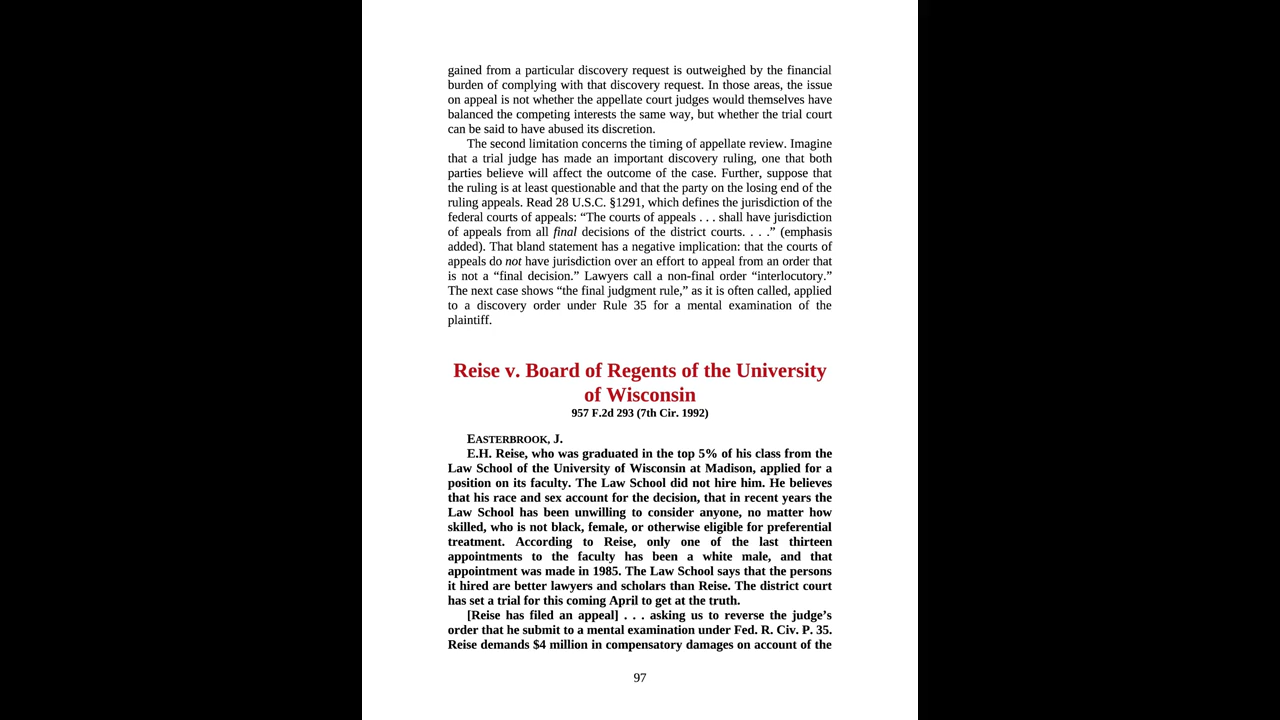 gained from a particular discovery request is outweighed by the financial
burden of complying with that discovery request. In those areas, the issue
on appeal is not whether the appellate court judges would themselves have
balanced the competing interests the same way, but whether the trial court
can be said to have abused its discretion.
The second limitation concerns the timing of appellate review. Imagine
that a trial judge has made an important discovery ruling, one that both
parties believe will affect the outcome of the case. Further, suppose that
the ruling is at least questionable and that the party on the losing end of the
ruling appeals. Read 28 U.S.C. §1291, which defines the jurisdiction of the
federal courts of appeals: “The courts of appeals . . . shall have jurisdiction
of appeals from all final decisions of the district courts. . . .” (emphasis
added). That bland statement has a negative implication: that the courts of
appeals do not have jurisdiction over an effort to appeal from an order that
is not a “final decision.” Lawyers call a non-final order “interlocutory.”
The next case shows “the final judgment rule,” as it is often called, applied
to a discovery order under Rule 35 for a mental examination of the
plaintiff.
Reise v. Board of Regents of the University
of Wisconsin
957 F.2d 293 (7th Cir. 1992)
EASTERBROOK, J.
E.H. Reise, who was graduated in the top 5% of his class from the
Law School of the University of Wisconsin at Madison, applied for a
position on its faculty. The Law School did not hire him. He believes
that his race and sex account for the decision, that in recent years the
Law School has been unwilling to consider anyone, no matter how
skilled, who is not black, female, or otherwise eligible for preferential
treatment. According to Reise, only one of the last thirteen
appointments to the faculty has been a white male, and that
appointment was made in 1985. The Law School says that the persons
it hired are better lawyers and scholars than Reise. The district court
has set a trial for this coming April to get at the truth.
[Reise has filed an appeal] . . . asking us to reverse the judge’s
order that he submit to a mental examination under Fed. R. Civ. P. 35.
Reise demands $4 million in compensatory damages on account of the
97